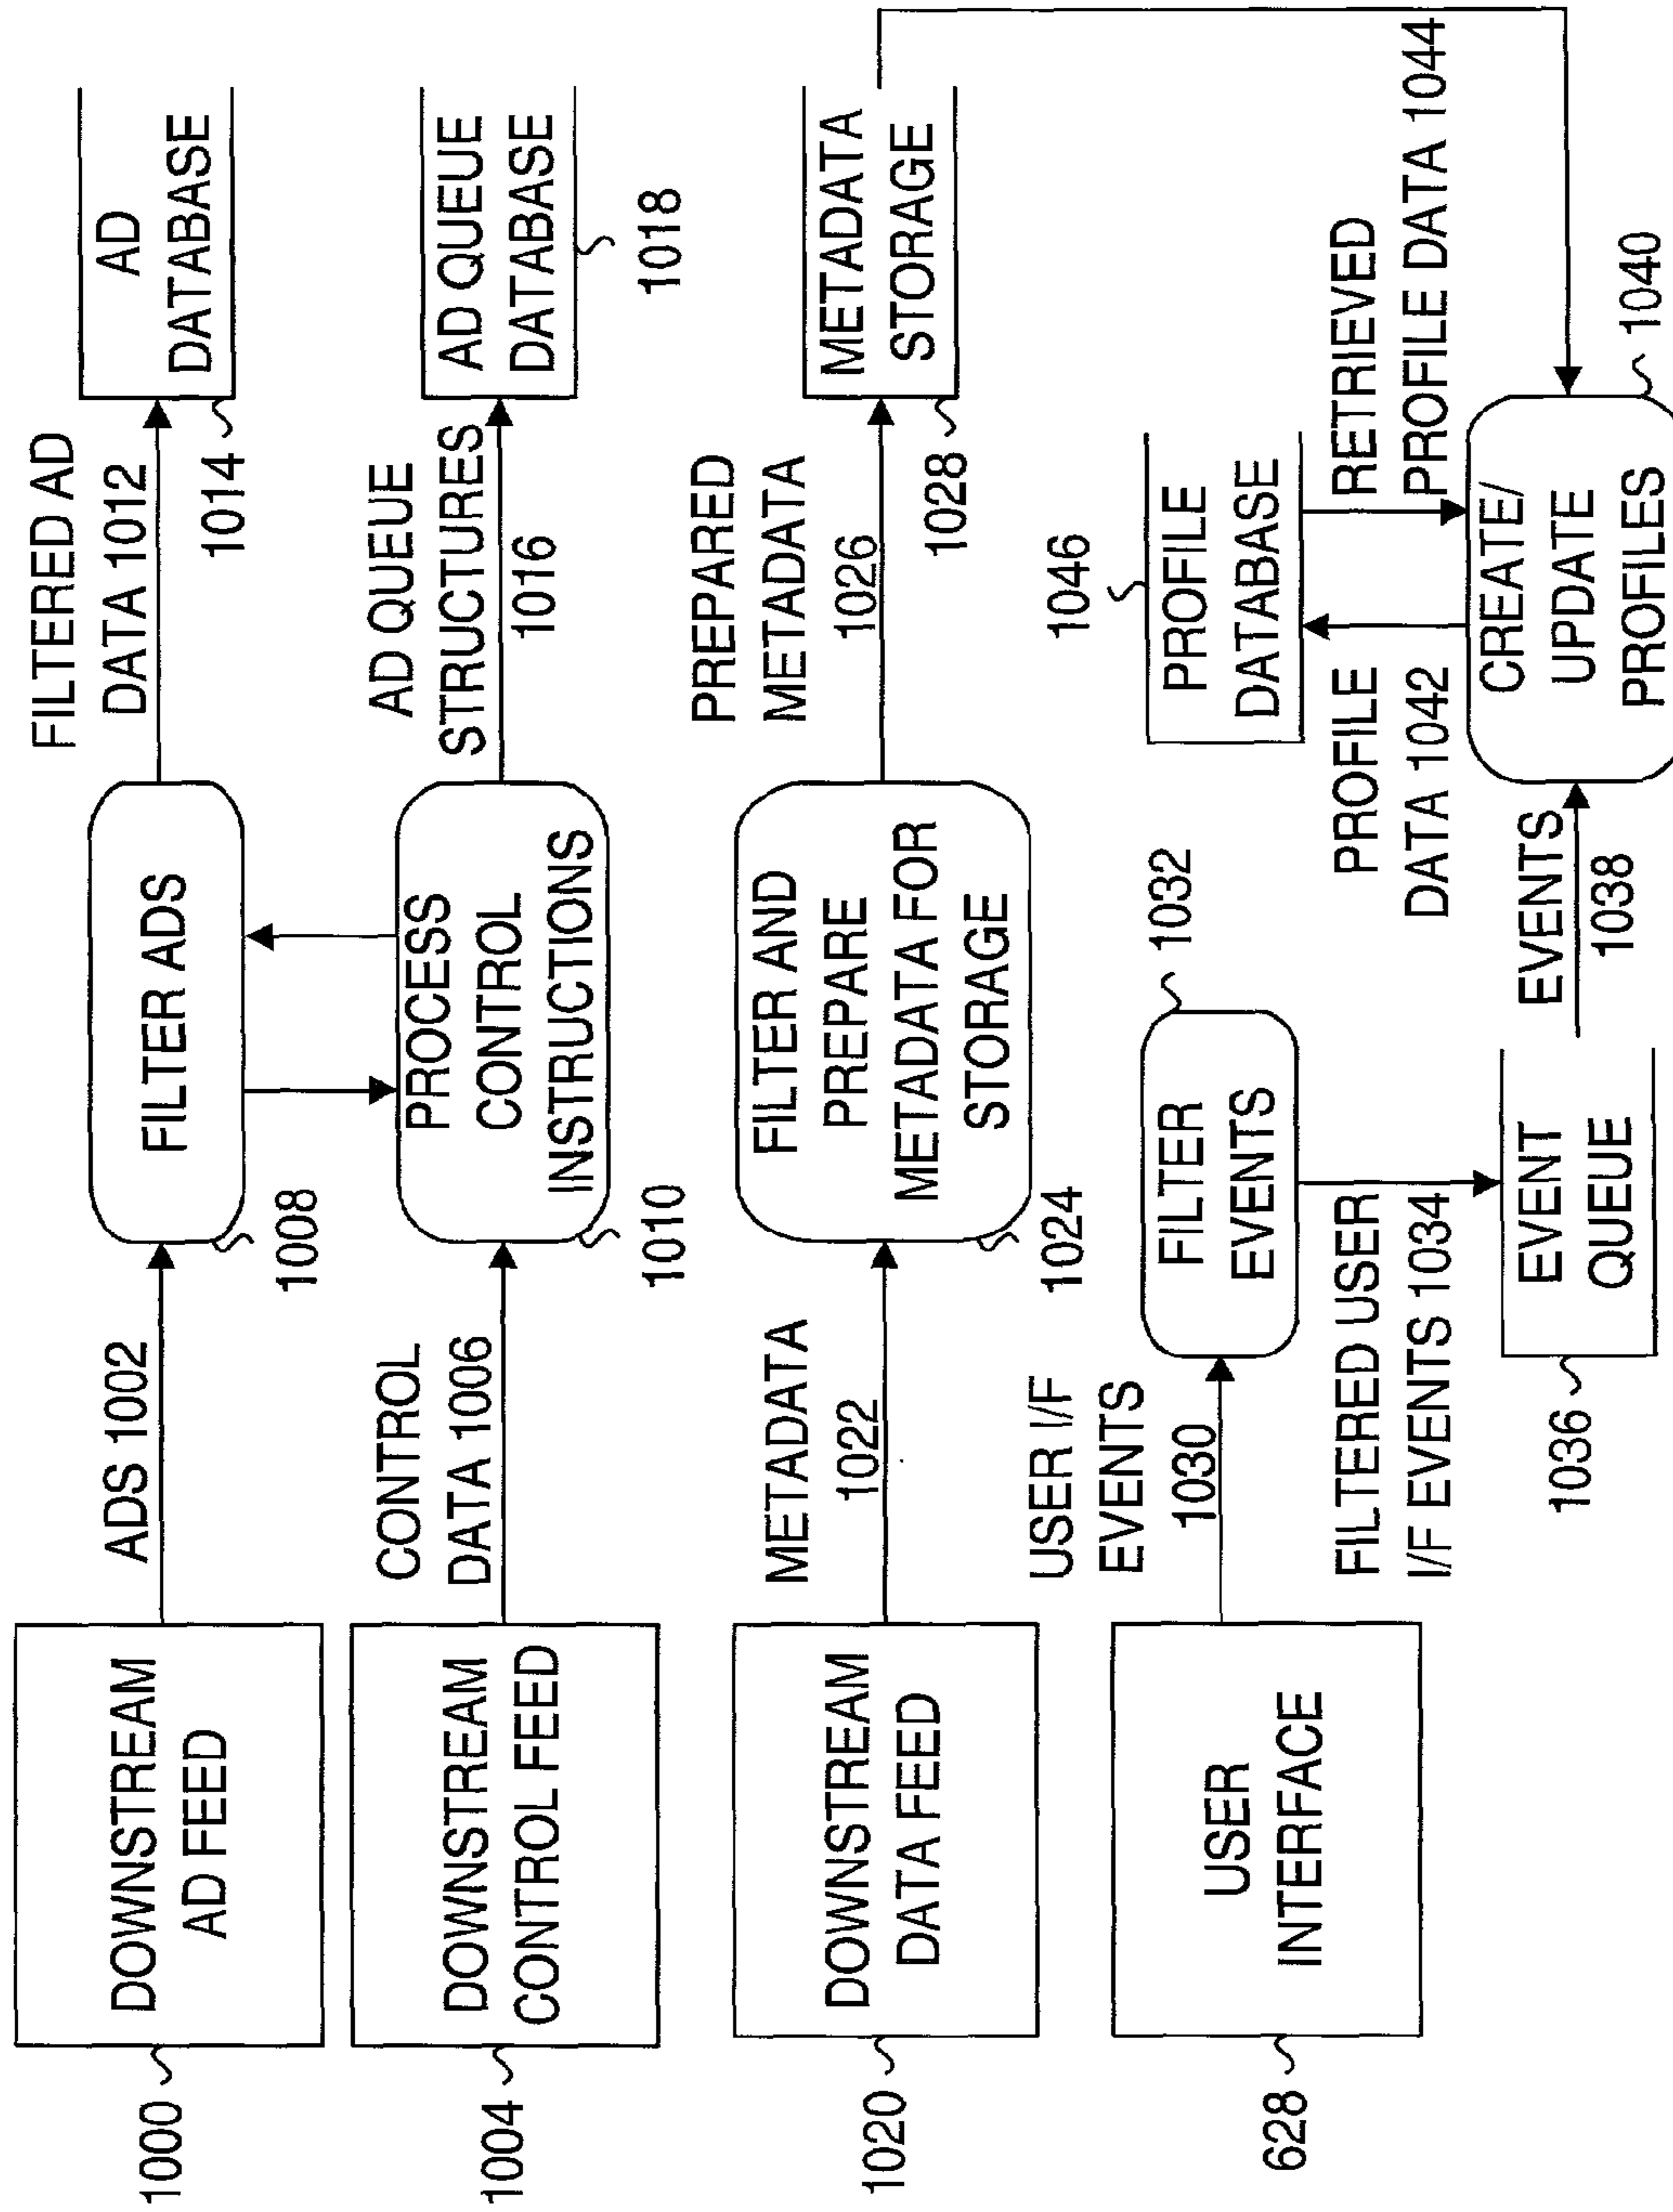 1000
DOWNSTREAM
AD FEED
ADS 1002
1008
FILTER ADS
FILTERED AD
DATA 1012
1014
AD
DATABASE
1004
DOWNSTREAM
CONTROL FEED
CONTROL
DATA 1006
1010
PROCESS
CONTROL
INSTRUCTIONS
AD QUEUE
STRUCTURES
1016
AD QUEUE
DATABASE
1018
1020
DOWNSTREAM
DATA FEED
METADATA
1022
1024
FILTER AND
PREPARE
METADATA FOR
STORAGE
PREPARED
METADATA
1026
1028
METADATA
STORAGE
628
USER
INTERFACE
USER I/F
EVENTS
1030
FILTER
EVENTS
1032
FILTERED USER
I/F EVENTS 1034
1036
EVENT
QUEUE
EVENTS
1038
1046
PROFILE
DATABASE
PROFILE
DATA 1042
RETRIEVED
PROFILE DATA 1044
CREATE/
UPDATE
PROFILES
1040